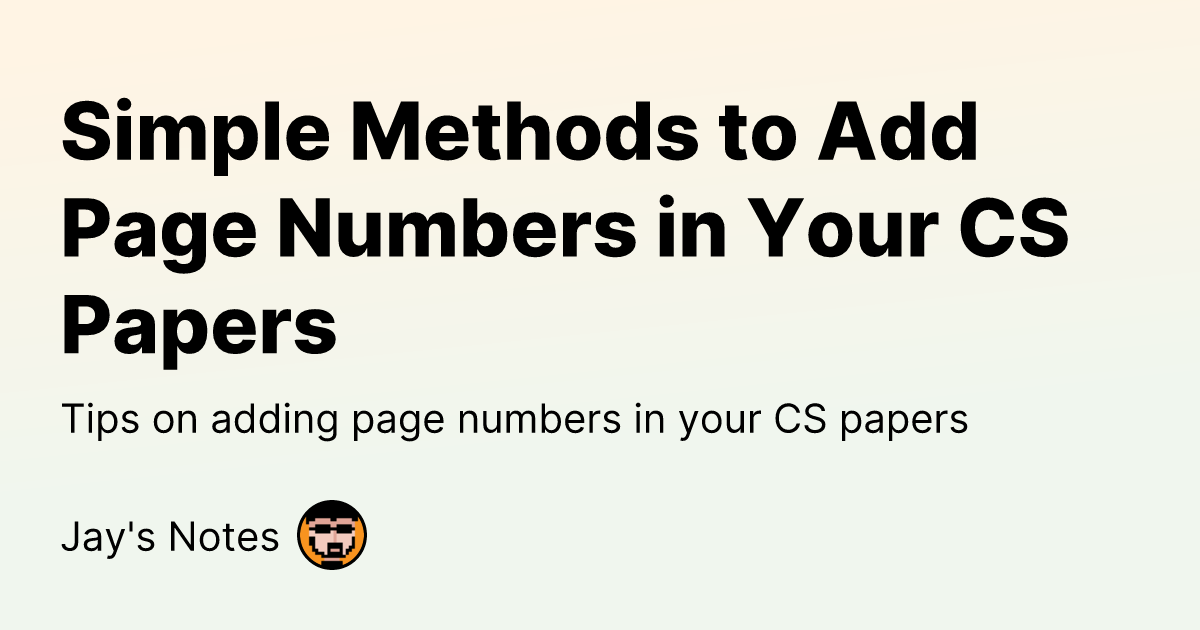 Simple Methods to Add
Page Numbers in Your CS
Papers
Tips on adding page numbers in your CS papers
Jay's Notes